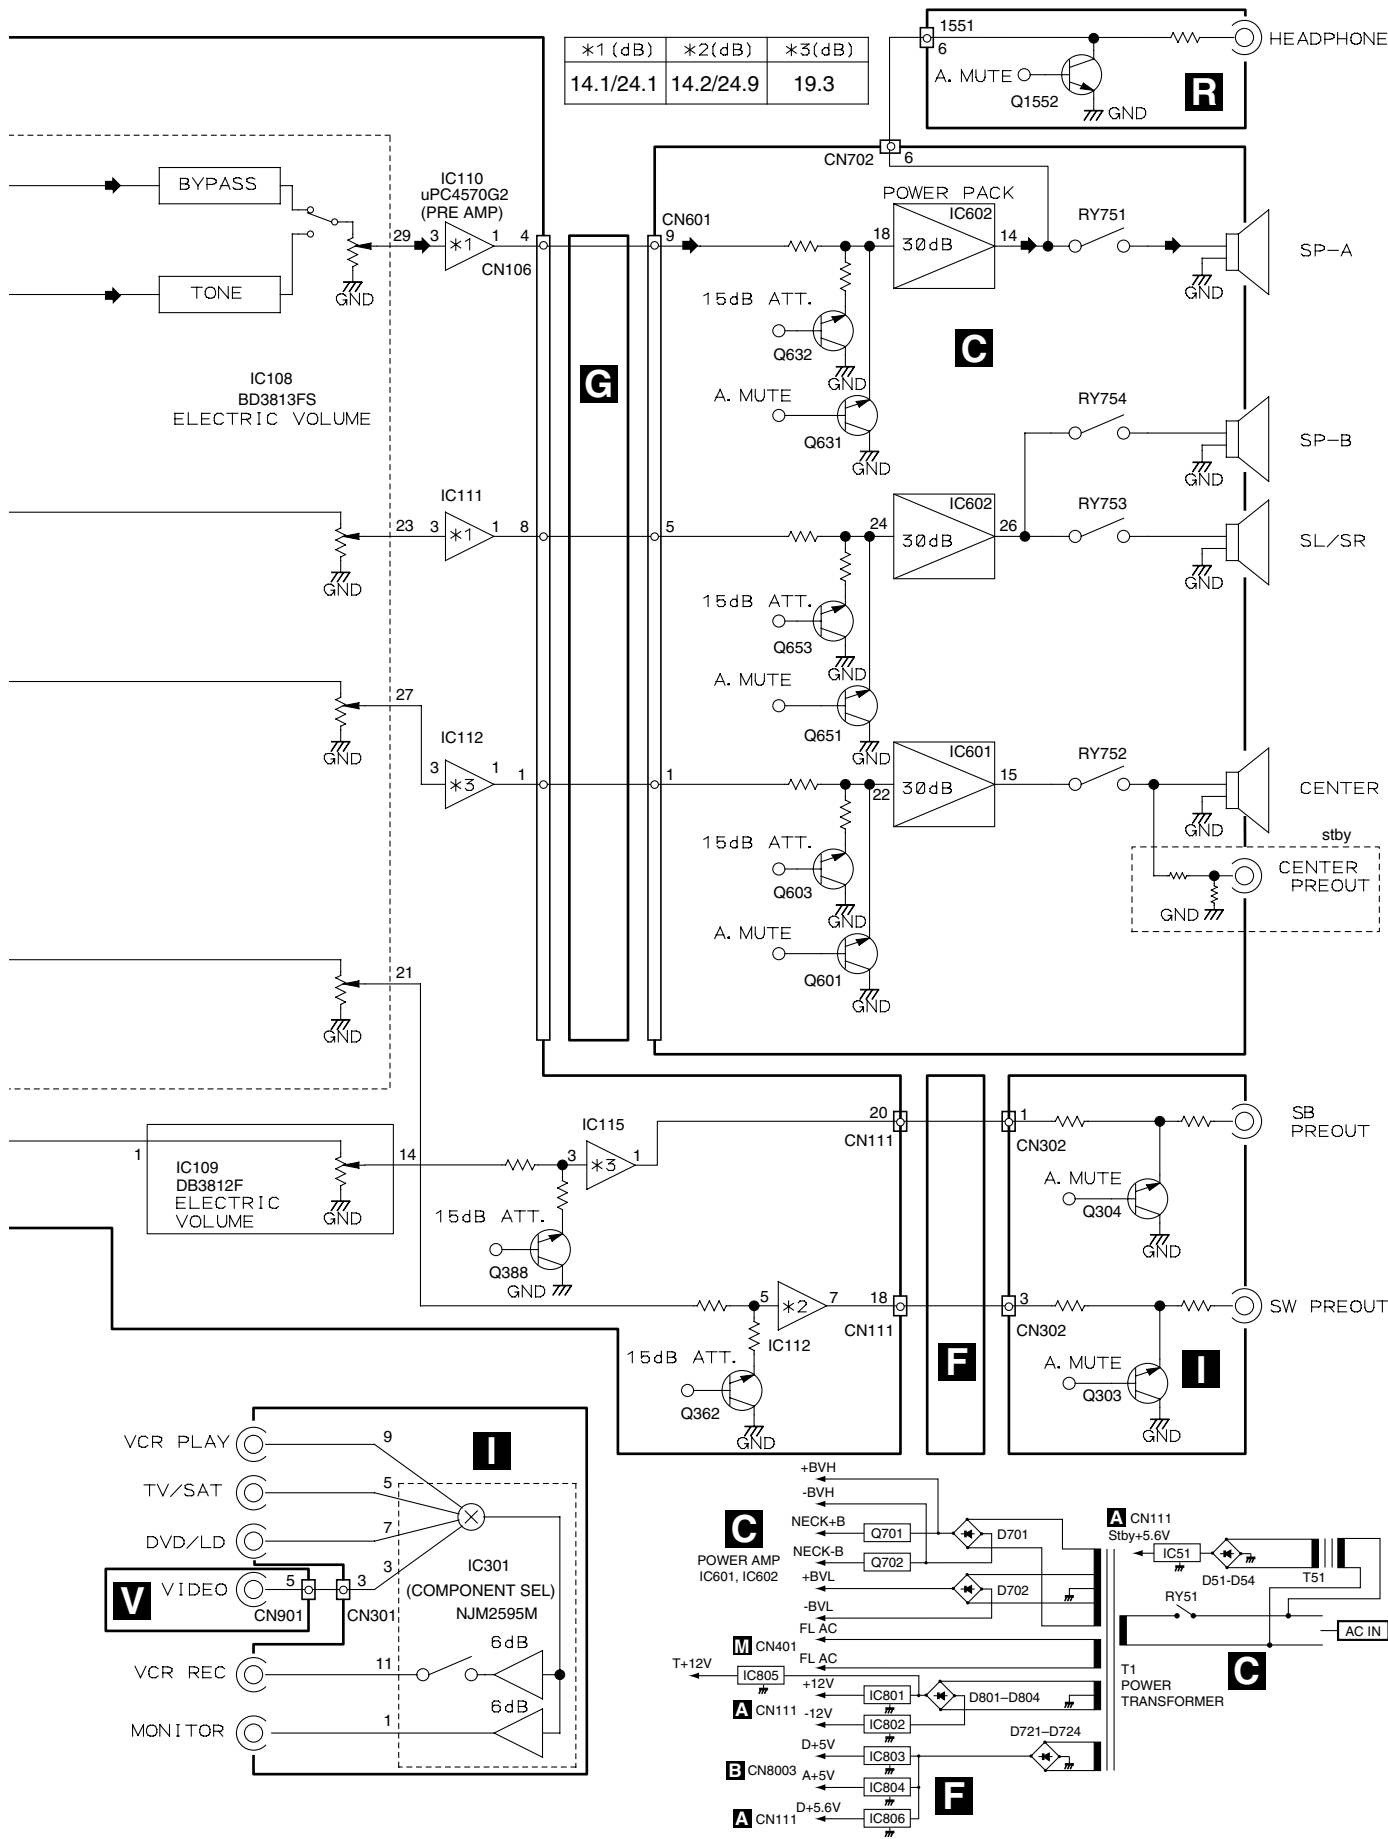 *1 (dB) *2(dB) *3(dB)
14.1/24.1 14.2/24.9 19.3
1551
6
HEADPHONE
A. MUTE
Q1552
GND
R
CN702
6
BYPASS
TONE
GND
29
3
IC110
uPC4570G2
(PRE AMP)
*1
1
4
CN106
CN601
9
POWER PACK
18
IC602
30dB
14
RY751
SP-A
GND
15dB ATT.
Q632
GND
A. MUTE
Q631
GND
C
G
IC108
BD3813FS
ELECTRIC VOLUME
RY754
SP-B
GND
IC111
23
3
*1
1
8
5
24
IC602
30dB
26
RY753
SL/SR
GND
GND
15dB ATT.
Q653
GND
A. MUTE
Q651
GND
27
GND
IC112
3
*3
1
1
1
22
IC601
30dB
15
RY752
CENTER
GND
stby
CENTER
PREOUT
GND
15dB ATT.
Q603
GND
A. MUTE
Q601
GND
21
GND
1
IC109
DB3812F
ELECTRIC
VOLUME
GND
14
IC115
3
*3
1
20
CN111
1
CN302
SB
PREOUT
A. MUTE
Q304
GND
15dB ATT.
Q388
GND
5
*2
7
IC112
18
CN111
3
CN302
SW PREOUT
15dB ATT.
Q362
GND
F
A. MUTE
Q303
GND
I
VCR PLAY
9
I
TV/SAT
5
DVD/LD
7
V
VIDEO
5
CN901
3
CN301
3
IC301
(COMPONENT SEL)
NJM2595M
VCR REC
11
6dB
MONITOR
1
6dB
+BVH
-BVH
NECK+B
Q701
D701
NECK-B
Q702
C
POWER AMP
IC601, IC602
+BVL
D702
-BVL
FL AC
M CN401
FL AC
T+12V
IC805
+12V
IC801
D801–D804
A CN111
-12V
IC802
D+5V
IC803
D721–D724
B CN8003
A+5V
IC804
F
A CN111
D+5.6V
IC806
A CN111
Stby+5.6V
IC51
D51-D54
T51
RY51
AC IN
C
T1
POWER
TRANSFORMER